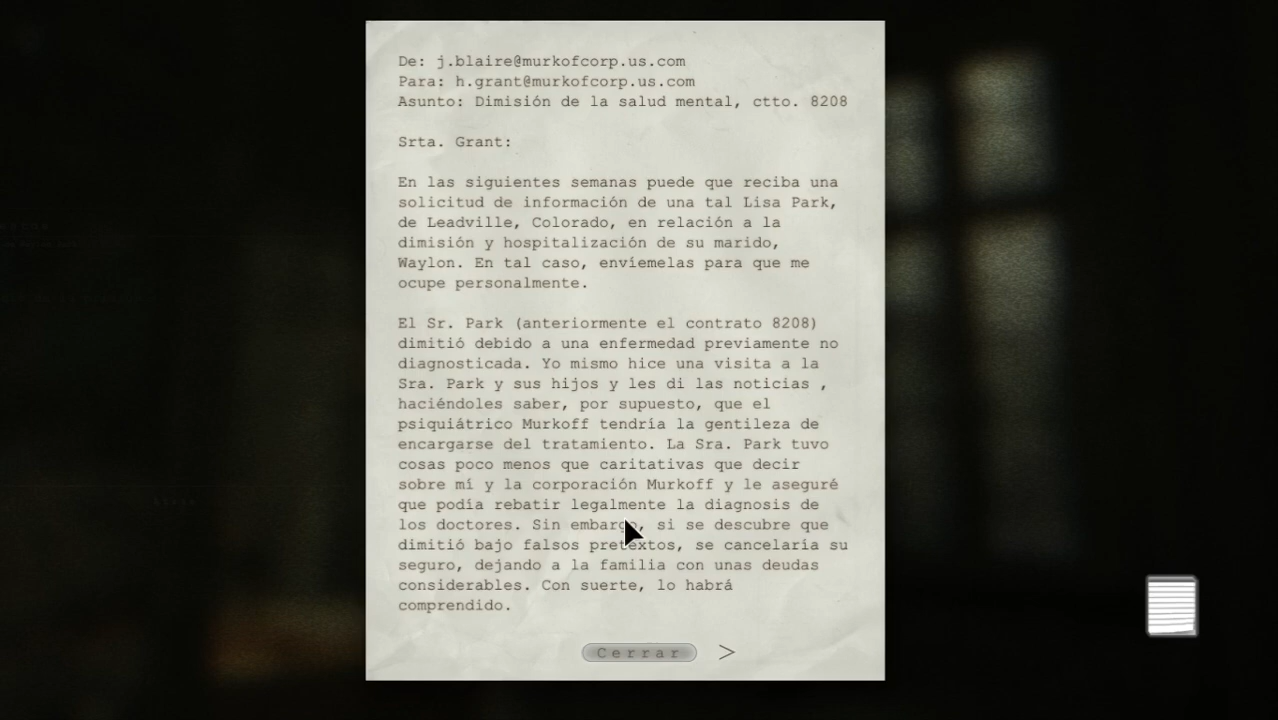 De: j.blaire@murkofcorp.us.com
Para: h.grant@murkofcorp.us.com
Asunto: Dimisión de la salud mental, ctto. 8208
Srta. Grant:
En las siguientes semanas puede que reciba una
solicitud de información de una tal Lisa Park,
de Leadville, Colorado, en relación a la
dimisión y hospitalización de su marido,
Waylon. En tal caso, envíemelas para que me
ocupe personalmente.
El Sr. Park (anteriormente el contrato 8208)
dimitió debido a una enfermedad previamente no
diagnosticada. Yo mismo hice una visita a la
Sra. Park y sus hijos y les di las noticias ,
haciéndoles saber, por supuesto, que el
psiquiátrico Murkoff tendría la gentileza de
encargarse del tratamiento. La Sra. Park tuvo
cosas poco menos que caritativas que decir
sobre mí y la corporación Murkoff y le aseguré
que podía rebatir legalmente la diagnosis de
los doctores. Sin embargo, si se descubre que
dimitió bajo falsos pretextos, se cancelaría su
seguro, dejando a la familia con unas deudas
considerables. Con suerte, lo habrá
comprendido.
Cerrar >